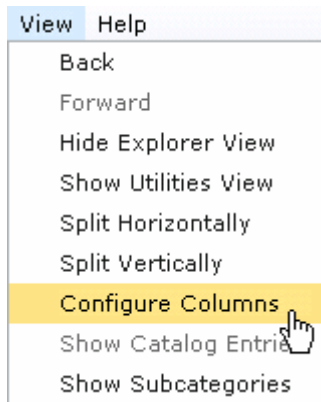 View Help
Back
Forward
Hide Explorer View
Show Utilities View
Split Horizontally
Split Vertically
Configure Columns
Show Catalog
Show Subcategories